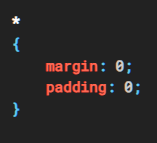 *
{
    margin: 0;
    padding: 0;
}